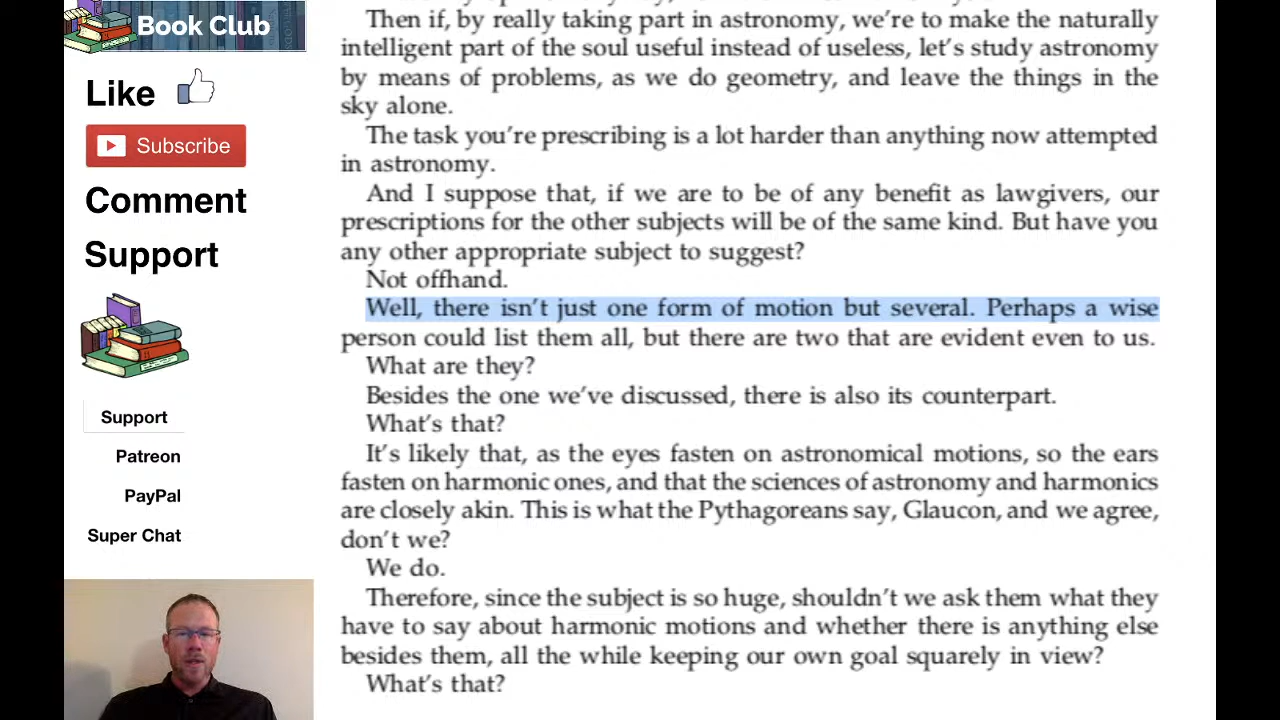 Book Club
Like
Subscribe
Comment
Support
Support
Patreon
PayPal
Super Chat
Then if, by really taking part in astronomy, we're to make the naturally
intelligent part of the soul useful instead of useless, let's study astronomy
by means of problems, as we do geometry, and leave the things in the
sky alone.
The task you're prescribing is a lot harder than anything now attempted
in astronomy.
And I suppose that, if we are to be of any benefit as lawgivers, our
prescriptions for the other subjects will be of the same kind. But have you
any other appropriate subject to suggest?
Not offhand.
Well, there isn't just one form of motion but several. Perhaps a wise
person could list them all, but there are two that are evident even to us.
What are they?
Besides the one we've discussed, there is also its counterpart.
What's that?
It's likely that, as the eyes fasten on astronomical motions, so the ears
fasten on harmonic ones, and that the sciences of astronomy and harmonics
are closely akin. This is what the Pythagoreans say, Glaucon, and we agree,
don't we?
We do.
Therefore, since the subject is so huge, shouldn't we ask them what they
have to say about harmonic motions and whether there is anything else
besides them, all the while keeping our own goal squarely in view?
What's that?